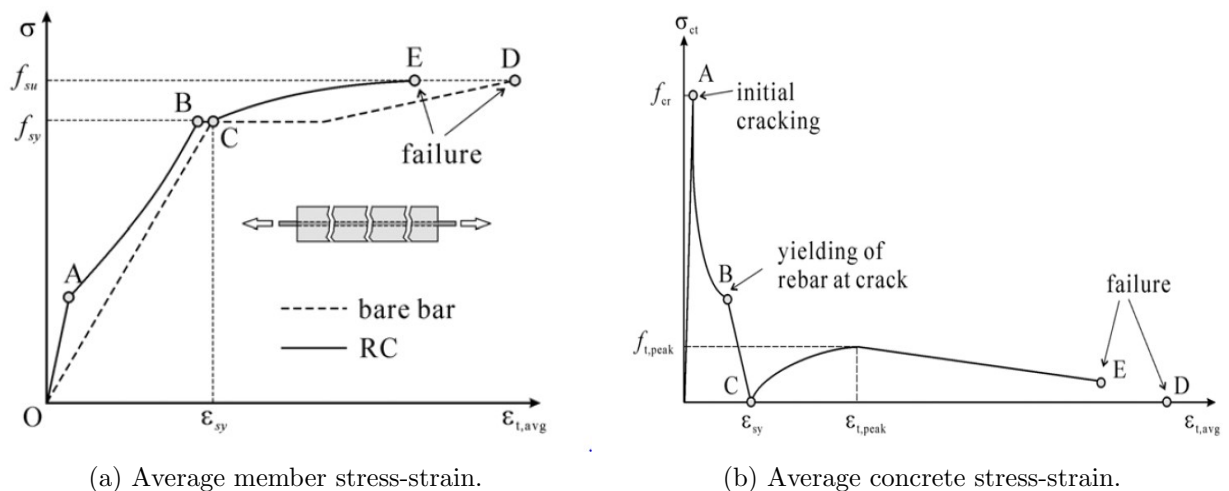 σ
E
D
f_su
B
f_sy
C
failure
A
bare bar
RC
O
ε_sy
ε_t,avg
(a) Average member stress-strain.
σ_ct
A
f_cr
initial
cracking
yielding of
rebar at crack
B
failure
f_t,peak
E
C
D
ε_sy
ε_t,peak
ε_t,avg
(b) Average concrete stress-strain.